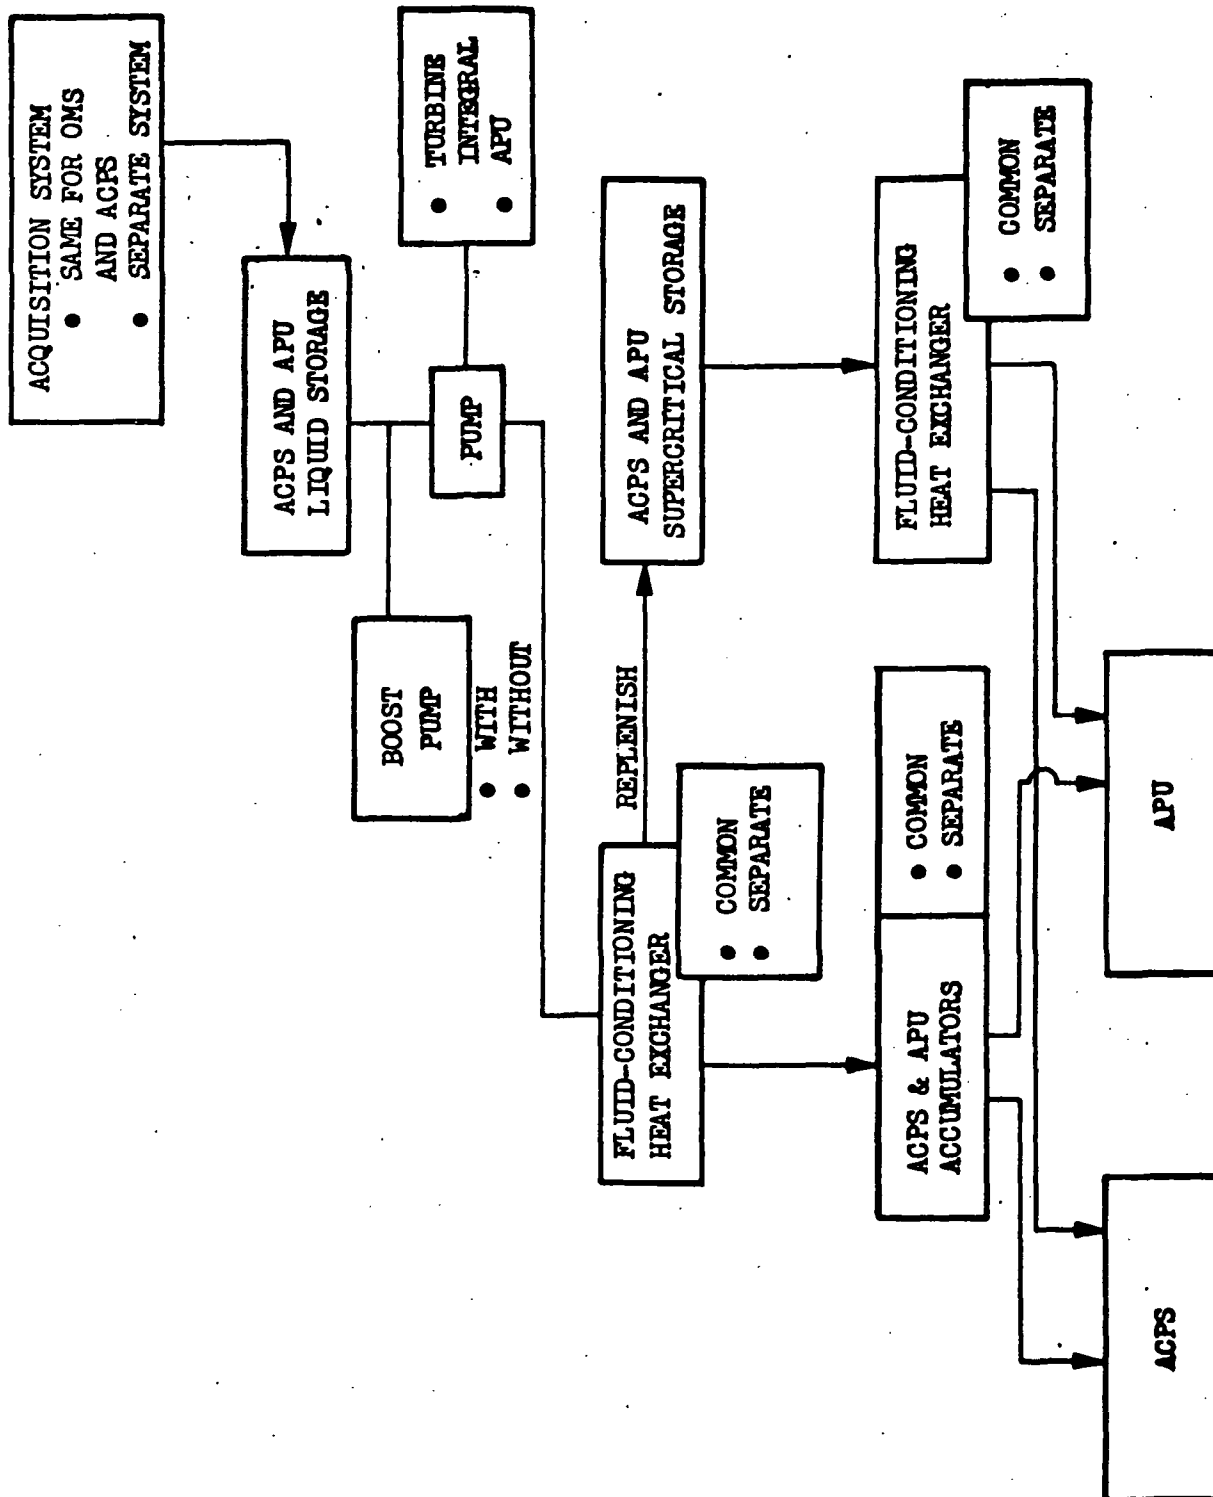 ACQUISITION SYSTEM
● SAME FOR OMS
AND ACPS
● SEPARATE SYSTEM
ACPS AND APU
LIQUID STORAGE
● TURBINE
INTEGRAL
● APU
BOOST
PUMP
● WITH
● WITHOUT
PUMP
FLUID-CONDITIONING
HEAT EXCHANGER
● COMMON
● SEPARATE
REPLENISH
ACPS AND APU
SUPERCRITICAL STORAGE
ACPS & APU
ACCUMULATORS
● COMMON
● SEPARATE
FLUID-CONDITIONING
HEAT EXCHANGER
● COMMON
● SEPARATE
ACPS
APU